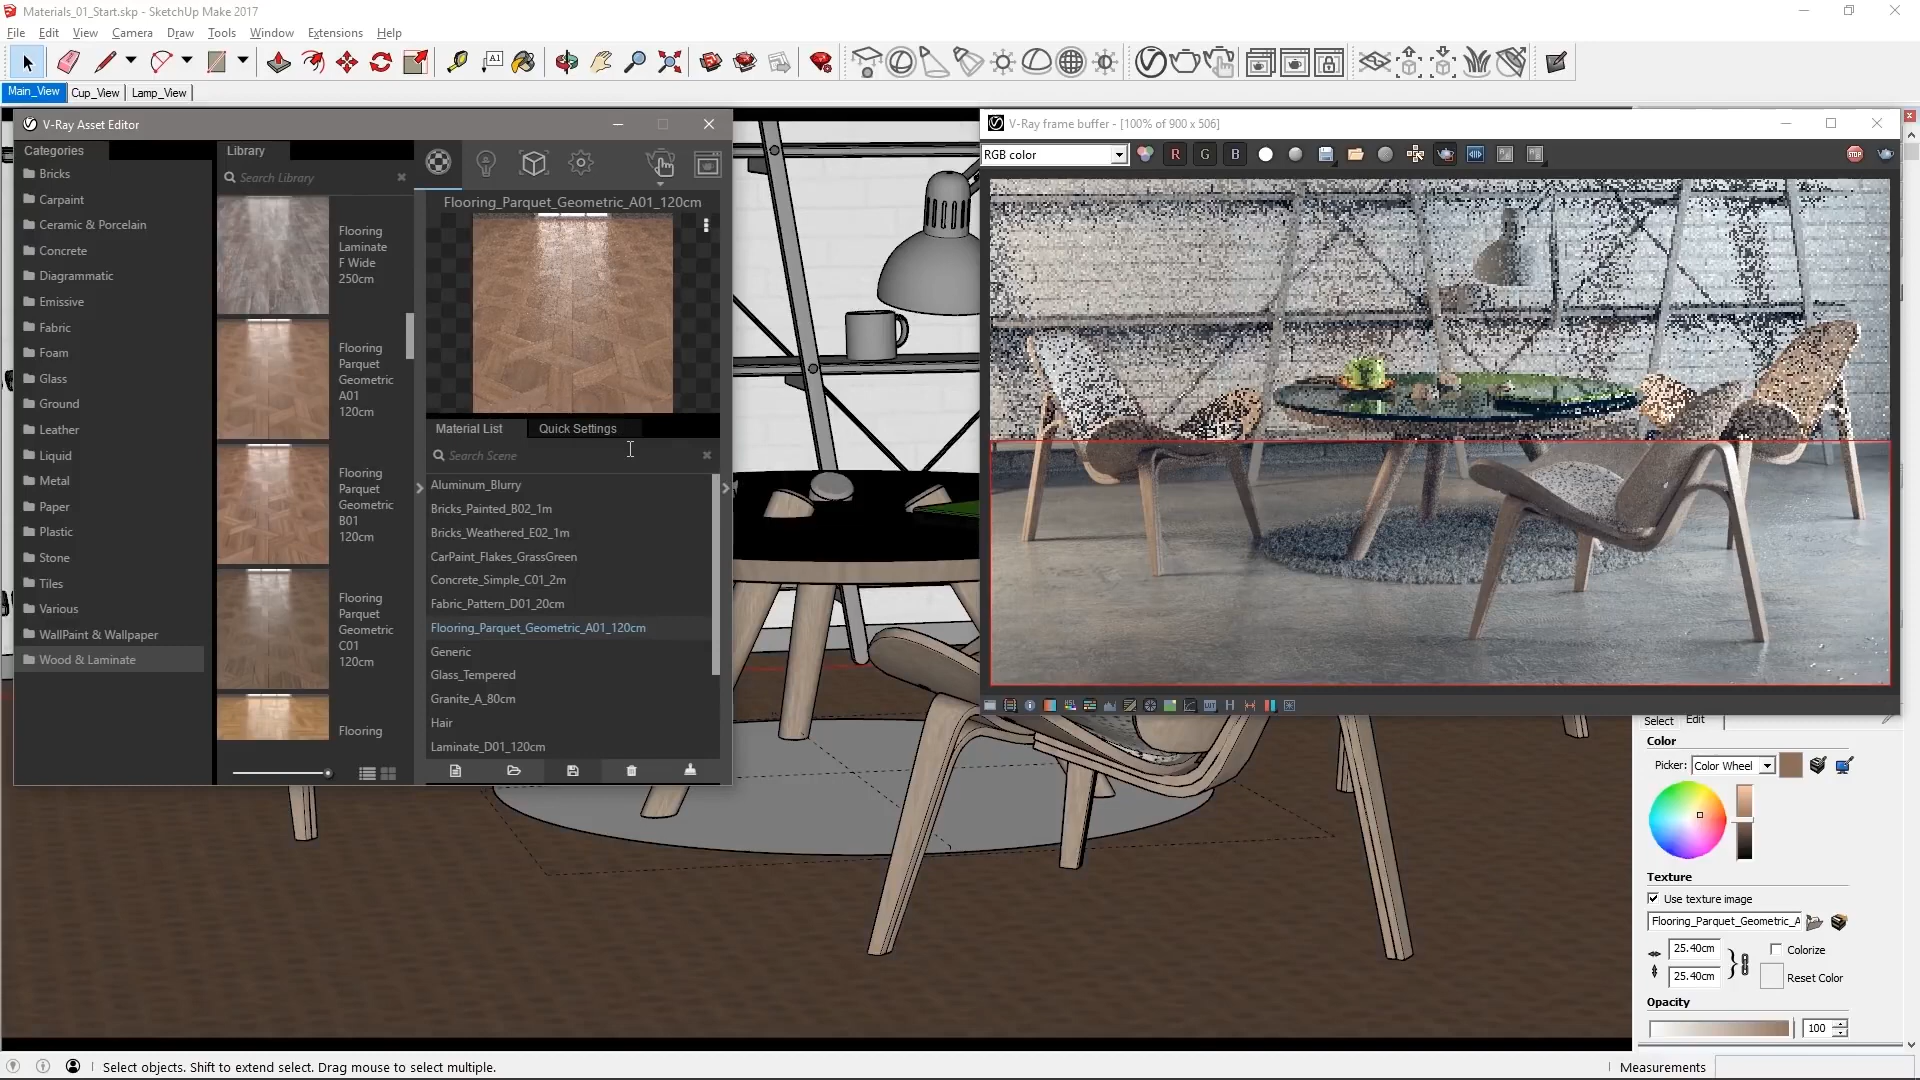 Materials_01_Start.skp - SketchUp Make 2017
File Edit View Camera Draw Tools Window Extensions Help
A1
Main_View Cup_View Lamp_View
V-Ray Asset Editor
Categories
Bricks
Carpaint
Ceramic & Porcelain
Concrete
Diagrammatic
Emissive
Fabric
Foam
Glass
Ground
Leather
Liquid
Metal
Paper
Plastic
Stone
Tiles
Various
WallPaint & Wallpaper
Wood & Laminate
Library
Search Library
Flooring
Laminate
F Wide
250cm
Flooring
Parquet
Geometric
A01
120cm
Flooring
Parquet
Geometric
B01
120cm
Flooring
Parquet
Geometric
C01
120cm
Flooring
Flooring_Parquet_Geometric_A01_120cm
Material List Quick Settings
Search Scene
Aluminum_Blurry
Bricks_Painted_B02_1m
Bricks_Weathered_E02_1m
CarPaint_Flakes_GrassGreen
Concrete_Simple_C01_2m
Fabric_Pattern_D01_20cm
Flooring_Parquet_Geometric_A01_120cm
Generic
Glass_Tempered
Granite_A_80cm
Hair
Laminate_D01_120cm
V-Ray frame buffer - [100% of 900 x 506]
RGB color
R G B
STOP
H
Select Edit
Color
Picker: Color Wheel
Texture
Use texture image
Flooring_Parquet_Geometric_A
25.40cm
Colorize
25.40cm
Reset Color
Opacity
100
Select objects. Shift to extend select. Drag mouse to select multiple.
Measurements